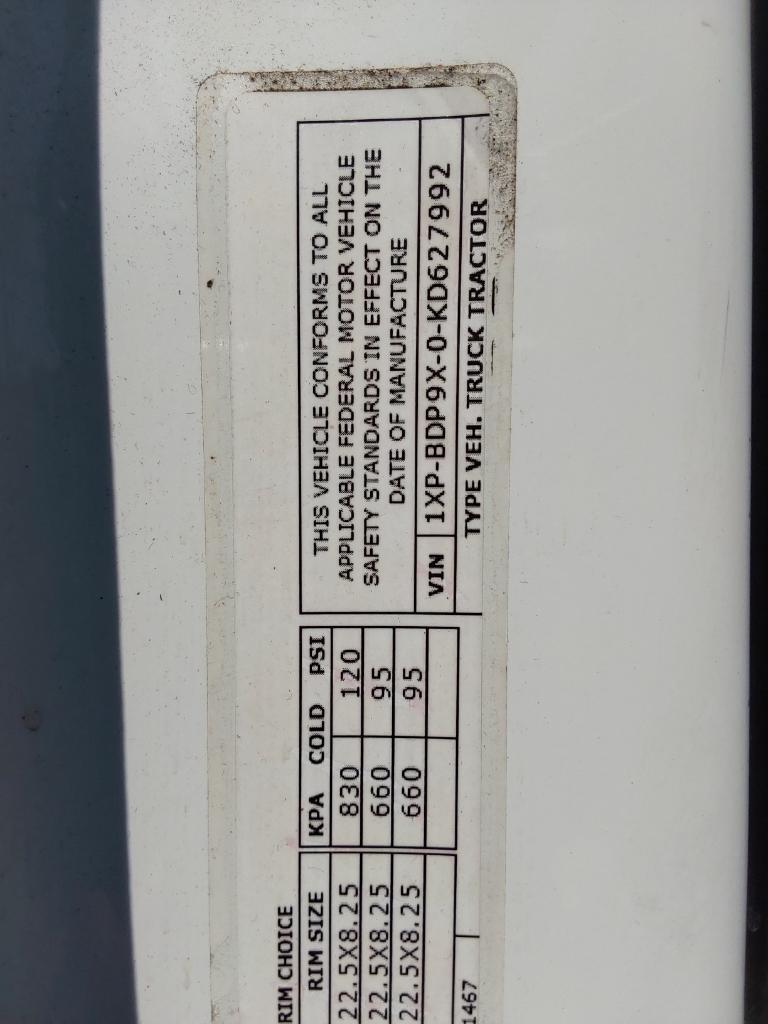 RIM CHOICE
RIM SIZE KPA COLD PSI
22.5X8.25 830 120
22.5X8.25 660 95
22.5X8.25 660 95
1467
THIS VEHICLE CONFORMS TO ALL
APPLICABLE FEDERAL MOTOR VEHICLE
SAFETY STANDARDS IN EFFECT ON THE
DATE OF MANUFACTURE
VIN 1XP-BDP9X-0-KD627992
TYPE VEH. TRUCK TRACTOR